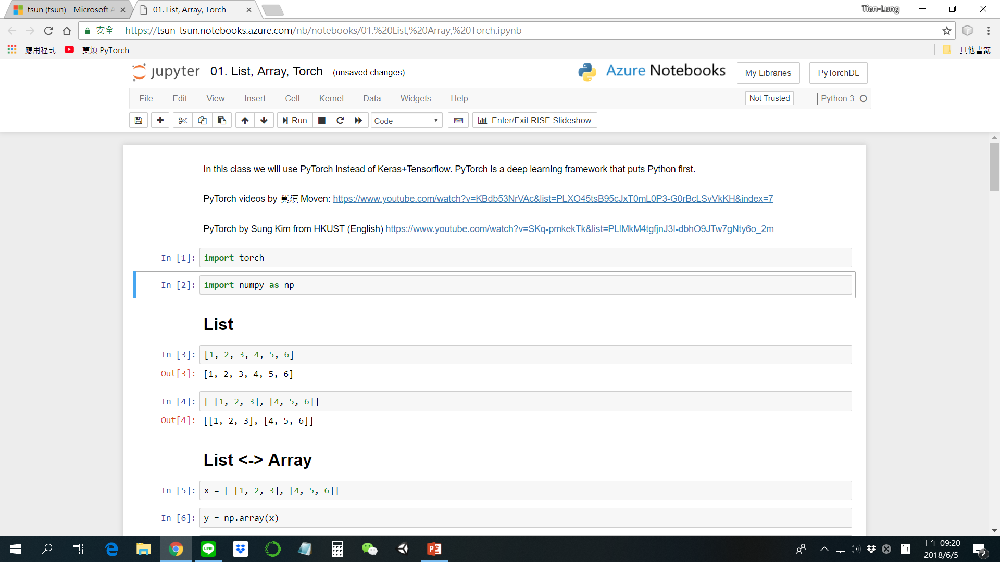 tsun (tsun) - Microsoft A
01. List, Array, Torch
Tien-Lung
安全
https://tsun-tsun.notebooks.azure.com/nb/notebooks/01.%20List,%20Array,%20Torch.ipynb
應用程式
莫煩 PyTorch
其他書籤
jupyter
01. List, Array, Torch
(unsaved changes)
Azure Notebooks
My Libraries
PyTorchDL
File Edit View Insert Cell Kernel Data Widgets Help
Not Trusted
Python 3
Run
Code
Enter/Exit RISE Slideshow
In this class we will use PyTorch instead of Keras+Tensorflow. PyTorch is a deep learning framework that puts Python first.
PyTorch videos by 莫煩 Moven: https://www.youtube.com/watch?v=KBdb53NrVAc&list=PLXO45tsB95cJxT0mL0P3-G0rBcLSvVkKH&index=7
PyTorch by Sung Kim from HKUST (English) https://www.youtube.com/watch?v=SKq-pmkekTk&list=PLlMkM4tgfjnJ3I-dbhO9JTw7gNty6o_2m
In [1]: import torch
In [2]: import numpy as np
List
In [3]: [1, 2, 3, 4, 5, 6]
Out[3]: [1, 2, 3, 4, 5, 6]
In [4]: [ [1, 2, 3], [4, 5, 6]]
Out[4]: [[1, 2, 3], [4, 5, 6]]
List <-> Array
In [5]: x = [ [1, 2, 3], [4, 5, 6]]
In [6]: y = np.array(x)
LINE
上午 09:20
2018/6/5
2